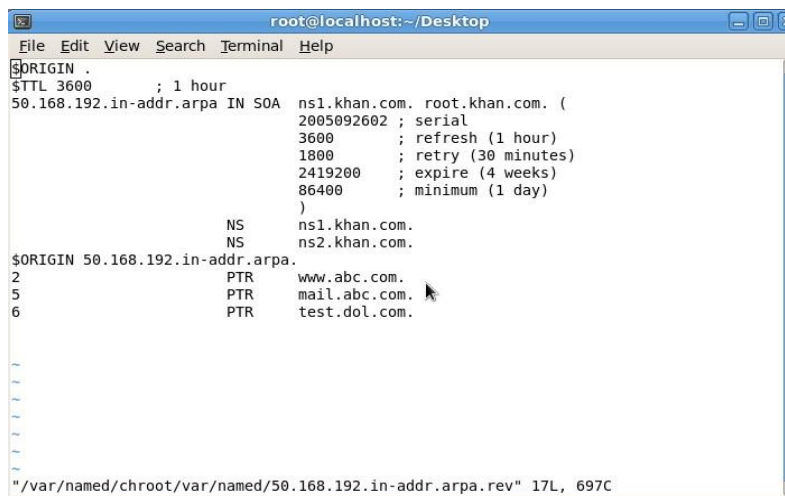 root@localhost:~/Desktop
File Edit View Search Terminal Help
$ORIGIN .
$TTL 3600 ; 1 hour
50.168.192.in-addr.arpa IN SOA ns1.khan.com. root.khan.com. (
2005092602 ; serial
3600 ; refresh (1 hour)
1800 ; retry (30 minutes)
2419200 ; expire (4 weeks)
86400 ; minimum (1 day)
)
NS ns1.khan.com.
NS ns2.khan.com.
$ORIGIN 50.168.192.in-addr.arpa.
2 PTR www.abc.com.
5 PTR mail.abc.com.
6 PTR test.dol.com.
~
~
~
~
~
~
~
"/var/named/chroot/var/named/50.168.192.in-addr.arpa.rev" 17L, 697C